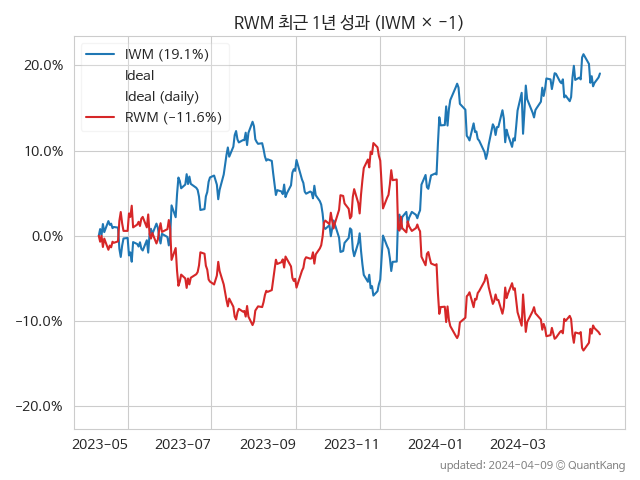 RWM 최근 1년 성과 (IWM × −1)
IWM (19.1%)
Ideal
Ideal (daily)
RWM (−11.6%)
20.0%
10.0%
0.0%
−10.0%
−20.0%
2023-05 2023-07 2023-09 2023-11 2024-01 2024-03
updated: 2024-04-09 © QuantKang